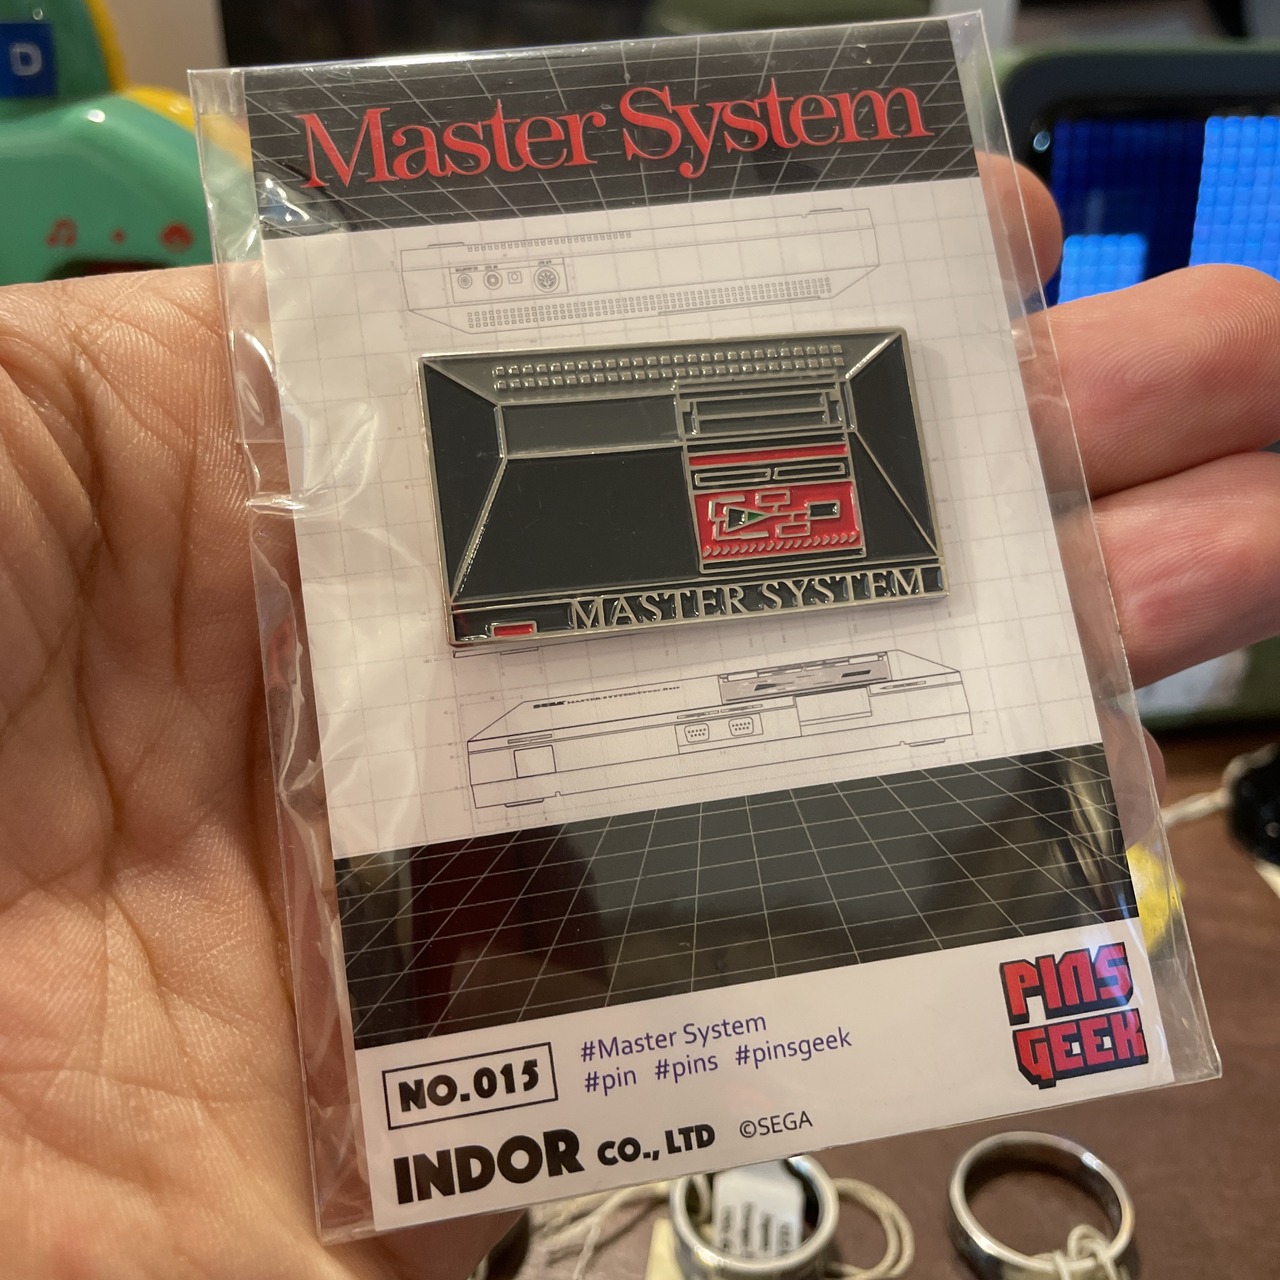 D
Master System
MASTER SYSTEM
#Master System
#pin #pins #pinsgeek
NO.015
INDOR CO., LTD ©SEGA
PINS
GEEK